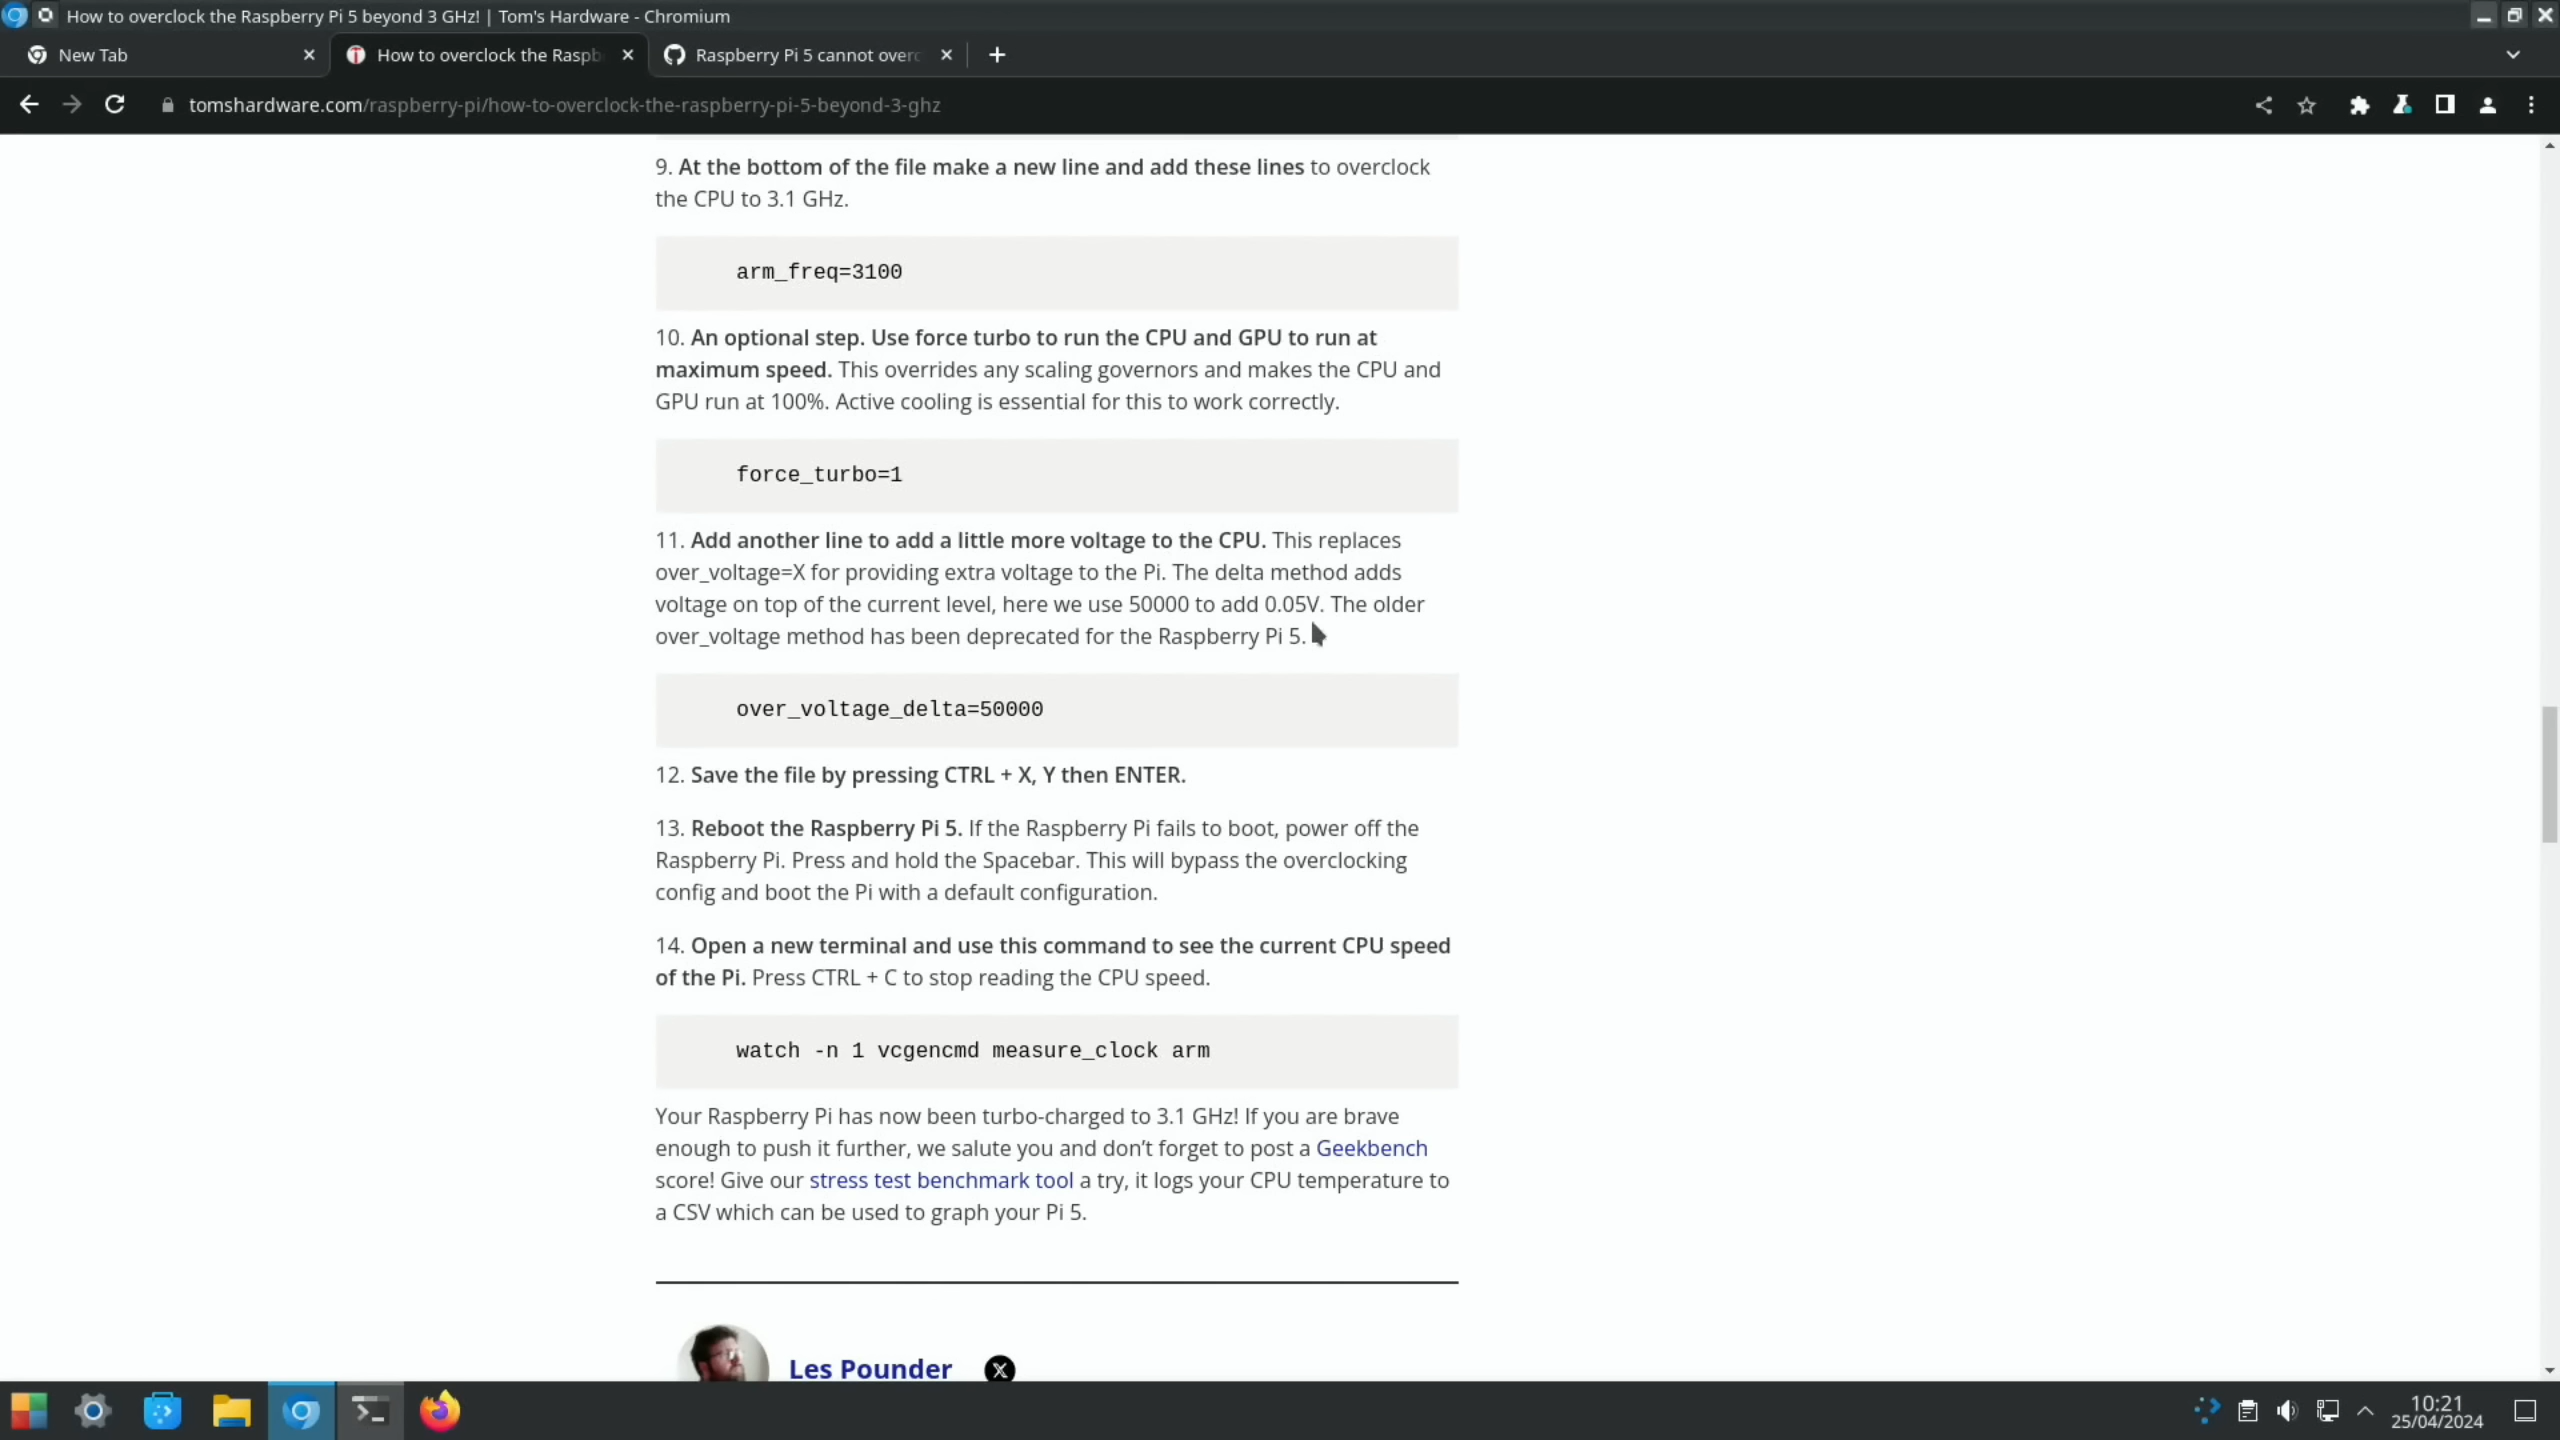 How to overclock the Raspberry Pi 5 beyond 3 GHz! | Tom's Hardware - Chromium
New Tab
How to overclock the Raspb
Raspberry Pi 5 cannot overc
tomshardware.com/raspberry-pi/how-to-overclock-the-raspberry-pi-5-beyond-3-ghz
9. At the bottom of the file make a new line and add these lines to overclock
the CPU to 3.1 GHz.
arm_freq=3100
10. An optional step. Use force turbo to run the CPU and GPU to run at
maximum speed. This overrides any scaling governors and makes the CPU and
GPU run at 100%. Active cooling is essential for this to work correctly.
force_turbo=1
11. Add another line to add a little more voltage to the CPU. This replaces
over_voltage=X for providing extra voltage to the Pi. The delta method adds
voltage on top of the current level, here we use 50000 to add 0.05V. The older
over_voltage method has been deprecated for the Raspberry Pi 5.
over_voltage_delta=50000
12. Save the file by pressing CTRL + X, Y then ENTER.
13. Reboot the Raspberry Pi 5. If the Raspberry Pi fails to boot, power off the
Raspberry Pi. Press and hold the Spacebar. This will bypass the overclocking
config and boot the Pi with a default configuration.
14. Open a new terminal and use this command to see the current CPU speed
of the Pi. Press CTRL + C to stop reading the CPU speed.
watch -n 1 vcgencmd measure_clock arm
Your Raspberry Pi has now been turbo-charged to 3.1 GHz! If you are brave
enough to push it further, we salute you and don’t forget to post a Geekbench
score! Give our stress test benchmark tool a try, it logs your CPU temperature to
a CSV which can be used to graph your Pi 5.
Les Pounder
10:21
25/04/2024